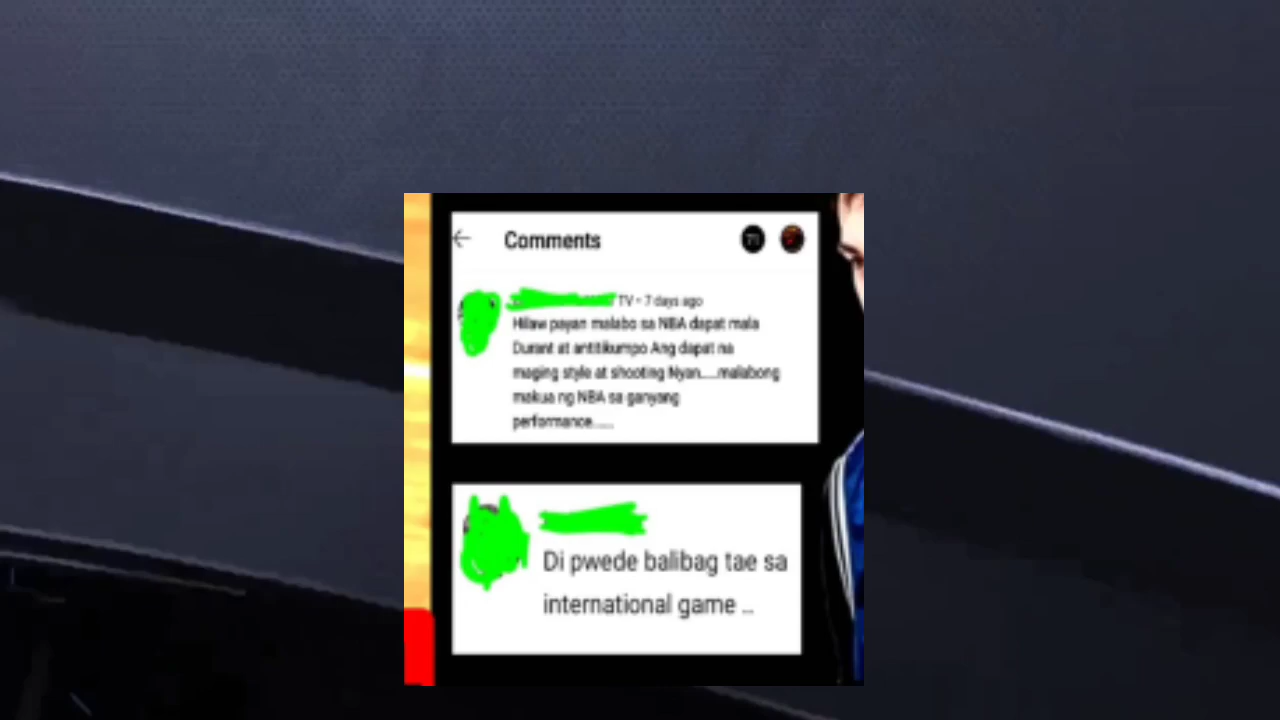 Comments
TV • 7 days ago
Hilaw payan malabo sa NBA dapat mala
Durant at antitikumpo Ang dapat na
maging style at shooting Nyan....malabong
makua ng NBA sa ganyang
performance......
Di pwede balibag tae sa
international game ..